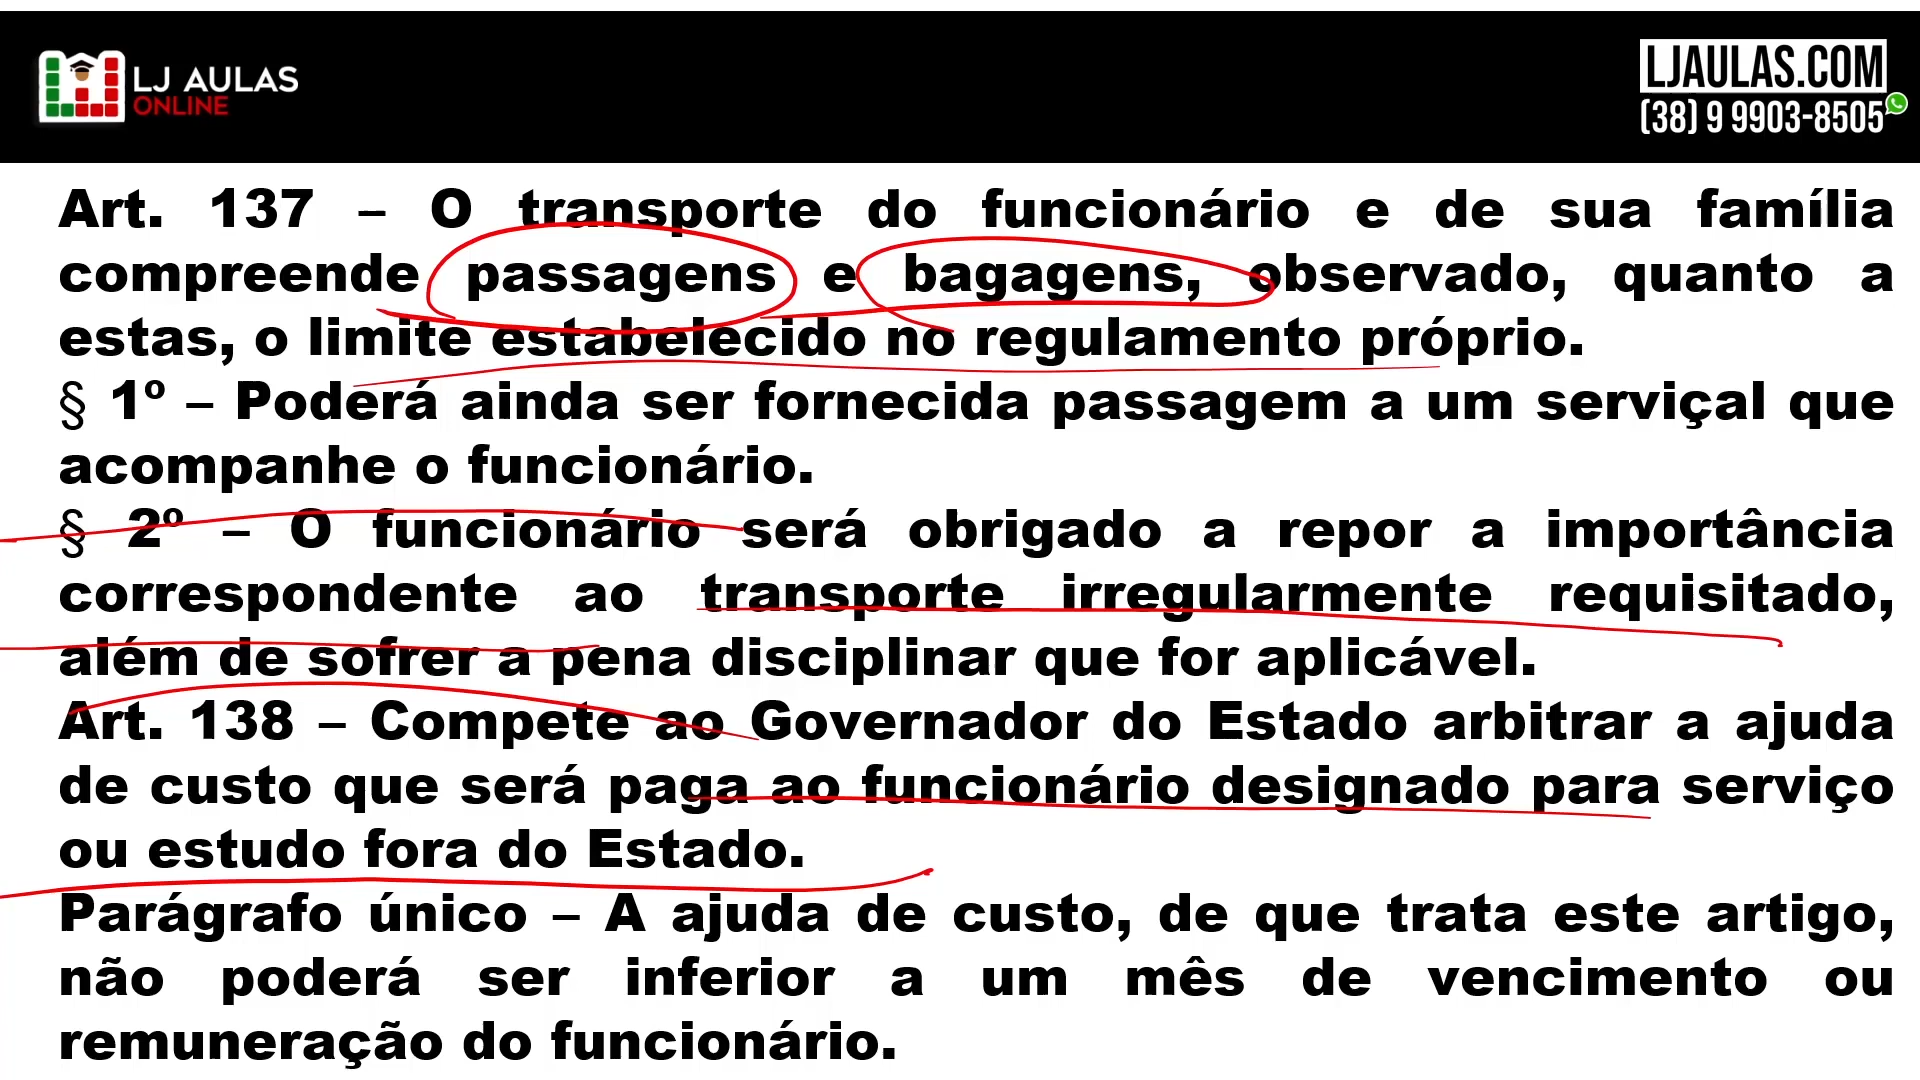 LJ AULAS
ONLINE
LJAULAS.COM
(38) 9 9903-8505
Art. 137 – O transporte do funcionário e de sua família
compreende passagens e bagagens, observado, quanto a
estas, o limite estabelecido no regulamento próprio.
§ 1º – Poderá ainda ser fornecida passagem a um serviçal que
acompanhe o funcionário.
§ 2º – O funcionário será obrigado a repor a importância
correspondente ao transporte irregularmente requisitado,
além de sofrer a pena disciplinar que for aplicável.
Art. 138 – Compete ao Governador do Estado arbitrar a ajuda
de custo que será paga ao funcionário designado para serviço
ou estudo fora do Estado.
Parágrafo único – A ajuda de custo, de que trata este artigo,
não poderá ser inferior a um mês de vencimento ou
remuneração do funcionário.